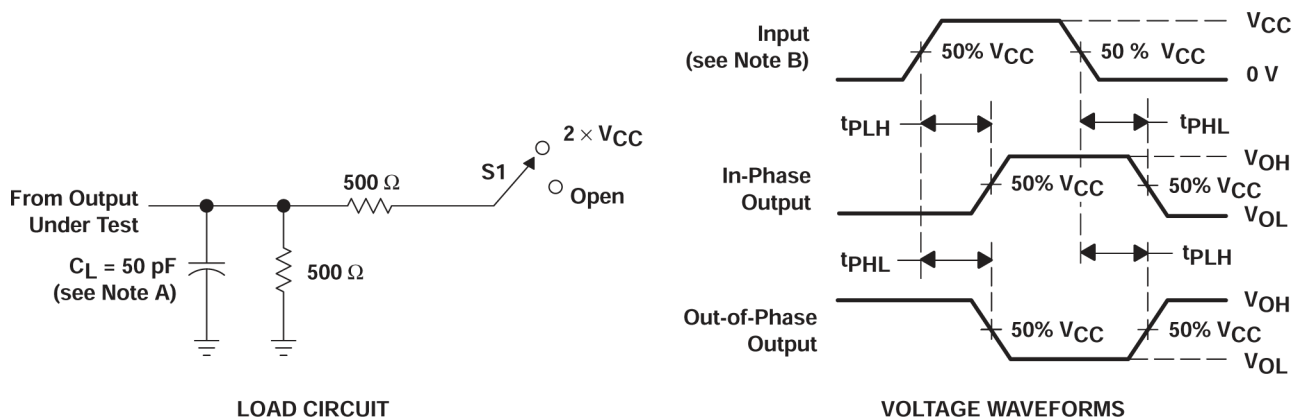 From Output
Under Test
CL = 50 pF
(see Note A)
500 Ω
500 Ω
S1
2 × VCC
Open
LOAD CIRCUIT
Input
(see Note B)
50% VCC
50 % VCC
VCC
0 V
tPLH
tPHL
In-Phase
Output
50% VCC
50% VCC
VOH
VOL
tPHL
tPLH
Out-of-Phase
Output
50% VCC
50% VCC
VOH
VOL
VOLTAGE WAVEFORMS